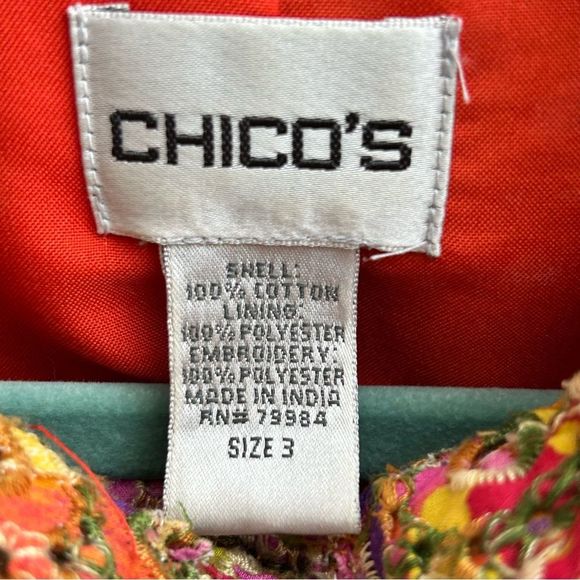 CHICO'S
SHELL:
100% COTTON
LINING:
100% POLYESTER
EMBROIDERY:
100% POLYESTER
MADE IN INDIA
RN# 79984
SIZE 3